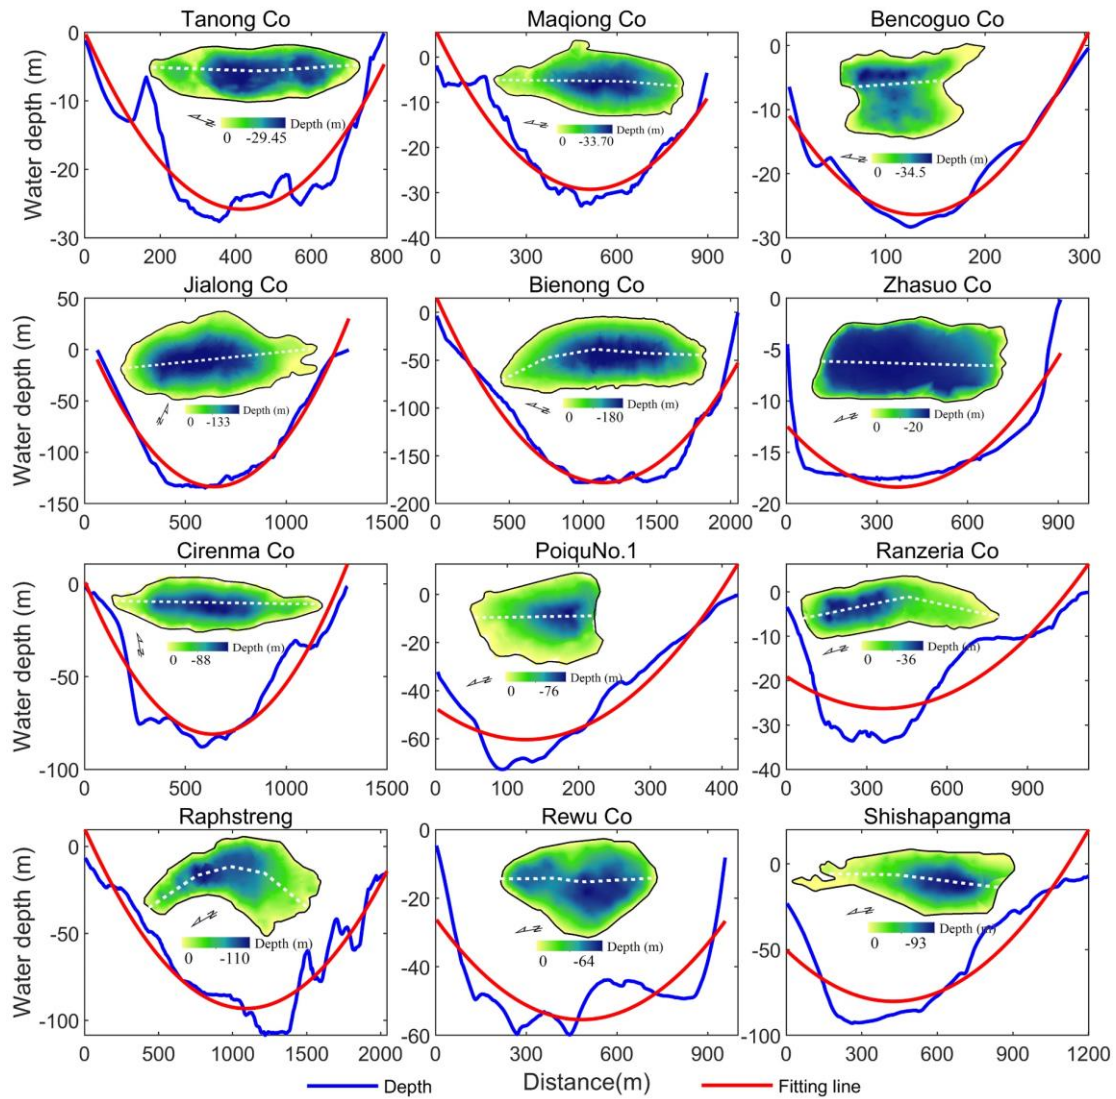 Tanong Co Maqiong Co Bencoguo Co
Water depth (m)
0
-10
-20
-30
0 200 400 600 800
0 -29.45 Depth (m)
0
-10
-20
-30
-40
0 300 600 900
0 -33.70 Depth (m)
0
-10
-20
-30
0 100 200 300
0 -34.5 Depth (m)
Jialong Co Bienong Co Zhasuo Co
Water depth (m)
50
0
-50
-100
-150
0 500 1000 1500
0 -133 Depth (m)
0
-50
-100
-150
-200
0 500 1000 1500 2000
0 -180 Depth (m)
0
-5
-10
-15
-20
0 300 600 900
0 -20 Depth (m)
Cirenma Co PoiquNo.1 Ranzeria Co
Water depth (m)
0
-50
-100
0 500 1000 1500
0 -88 Depth (m)
0
-20
-40
-60
0 100 200 300 400
0 -76 Depth (m)
0
-10
-20
-30
-40
0 300 600 900
0 -36 Depth (m)
Raphstreng Rewu Co Shishapangma
Water depth (m)
0
-50
-100
0 500 1000 1500 2000
0 -110 Depth (m)
0
-20
-40
-60
0 300 600 900
0 -64 Depth (m)
0
-50
-100
0 300 600 900 1200
0 -93 Depth (m)
Depth Distance(m) Fitting line